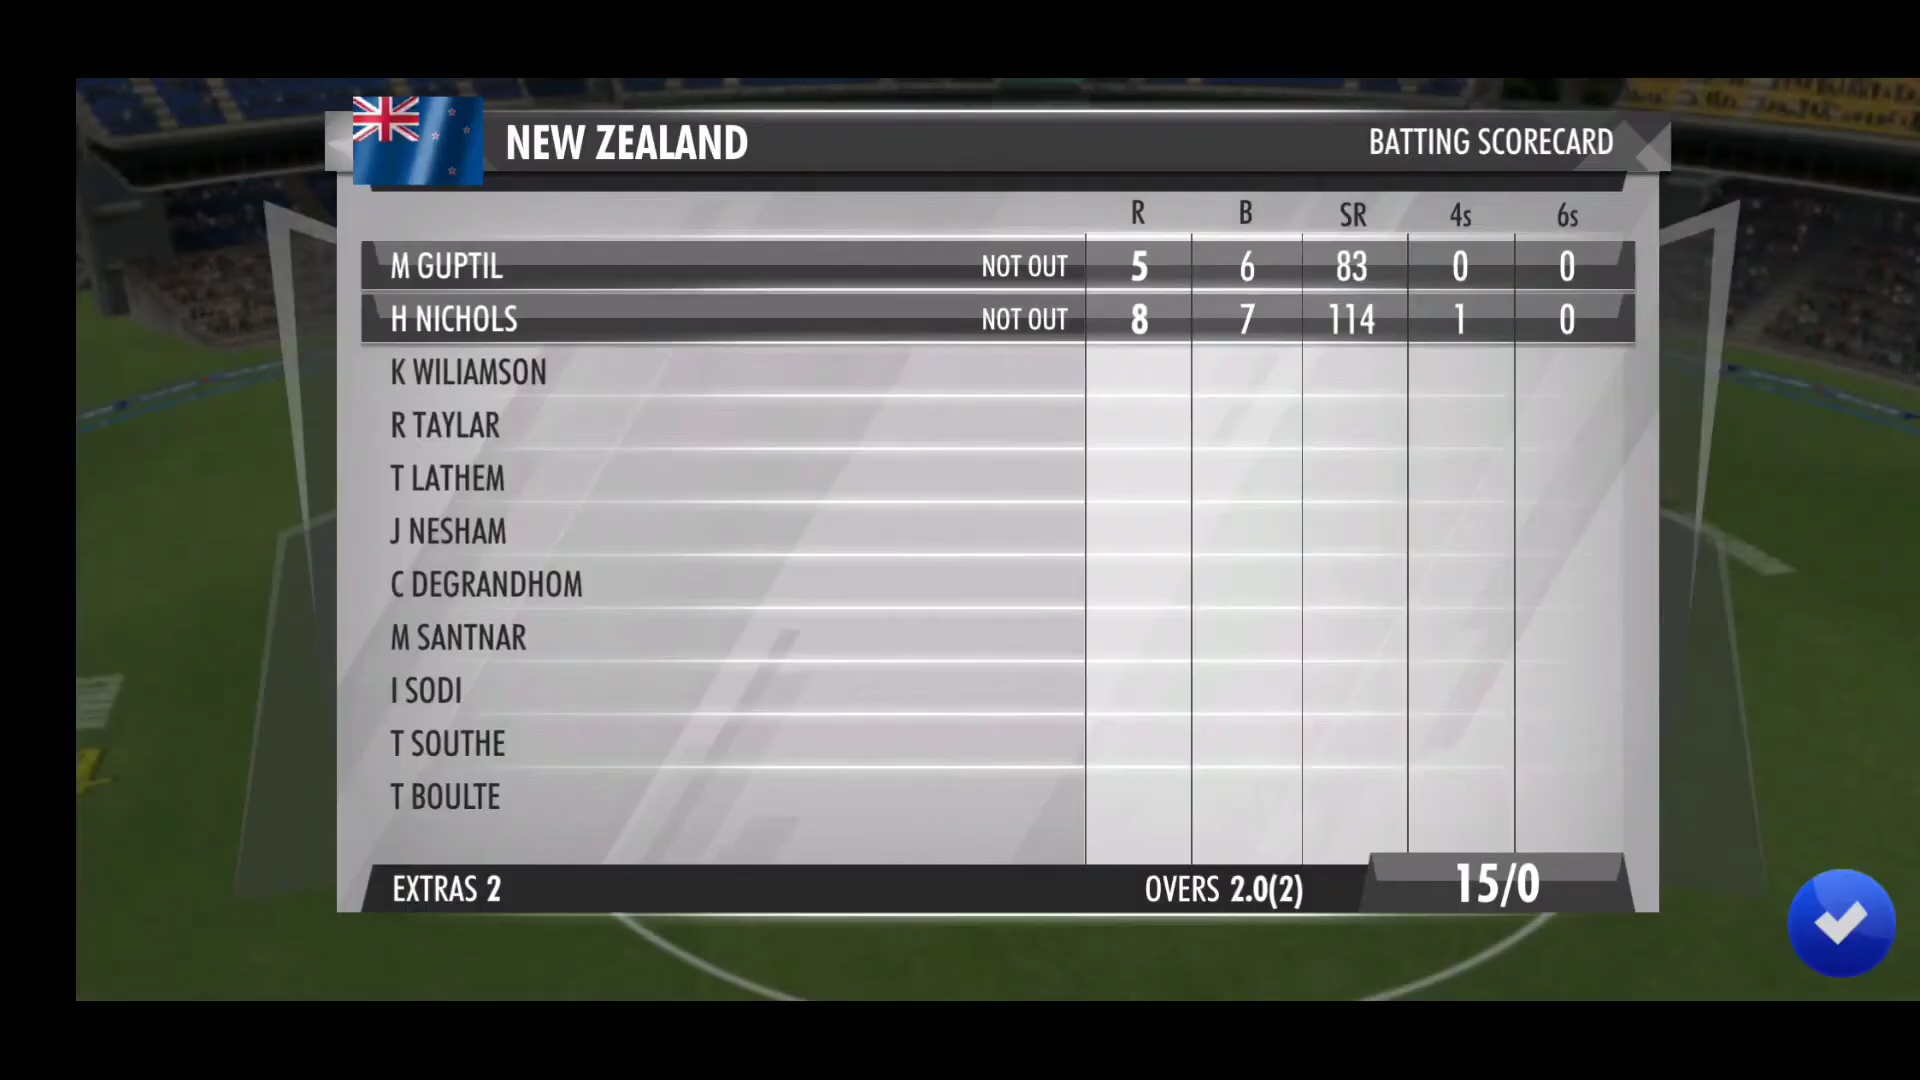 NEW ZEALAND BATTING SCORECARD
R B SR 4s 6s
M GUPTIL NOT OUT 5 6 83 0 0
H NICHOLS NOT OUT 8 7 114 1 0
K WILIAMSON
R TAYLAR
T LATHEM
J NESHAM
C DEGRANDHOM
M SANTNAR
I SODI
T SOUTHE
T BOULTE
EXTRAS 2 OVERS 2.0(2) 15/0